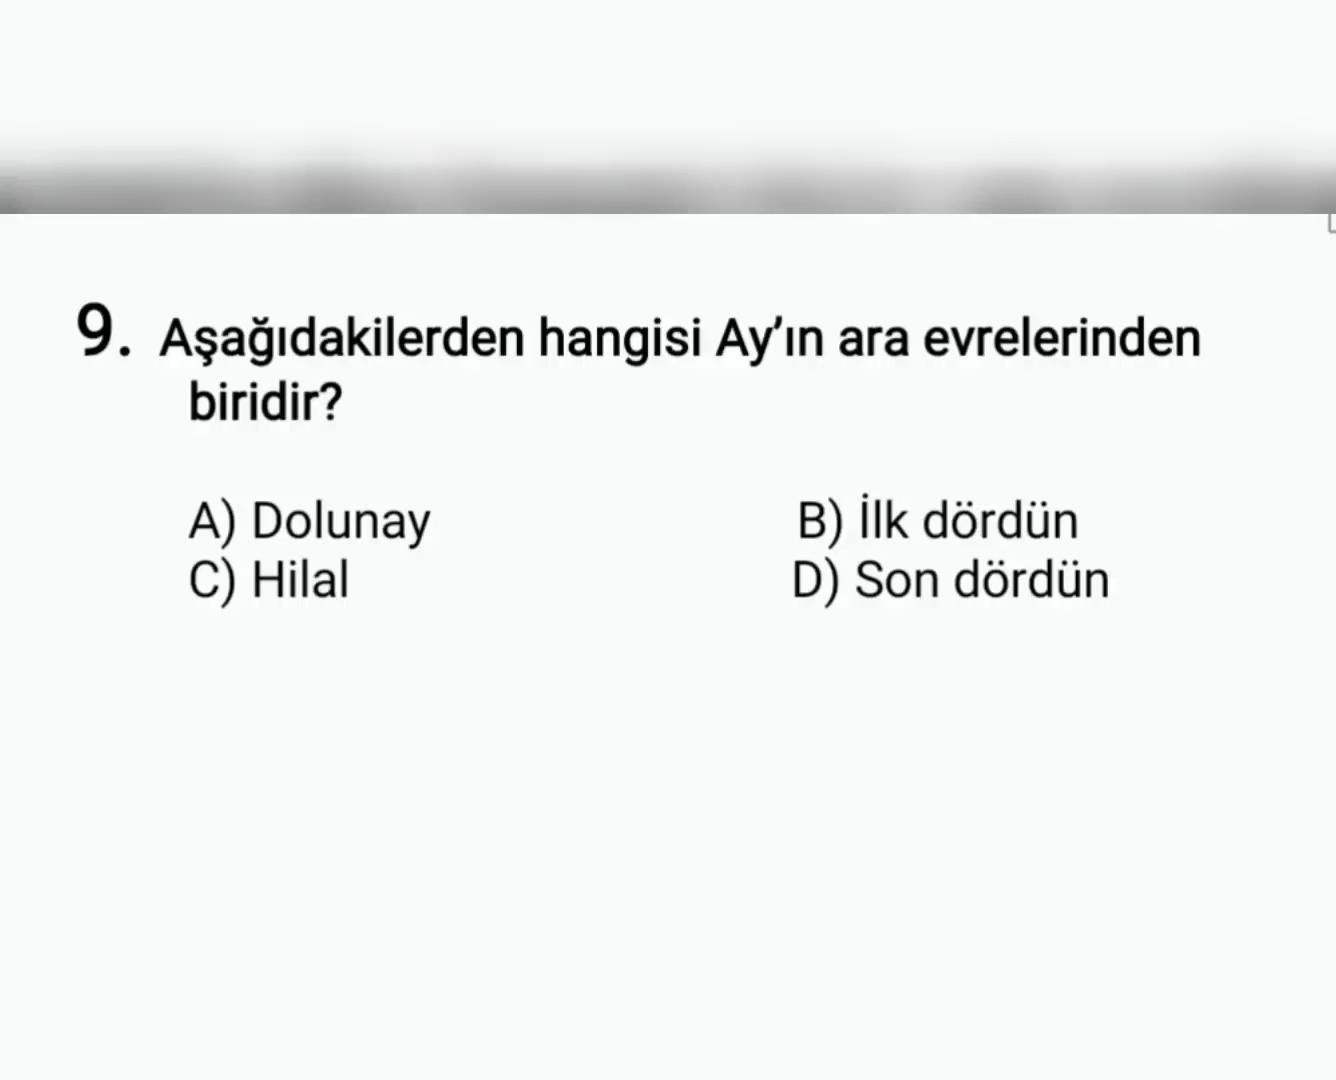 9. Aşağıdakilerden hangisi Ay'ın ara evrelerinden
biridir?
A) Dolunay B) İlk dördün
C) Hilal D) Son dördün